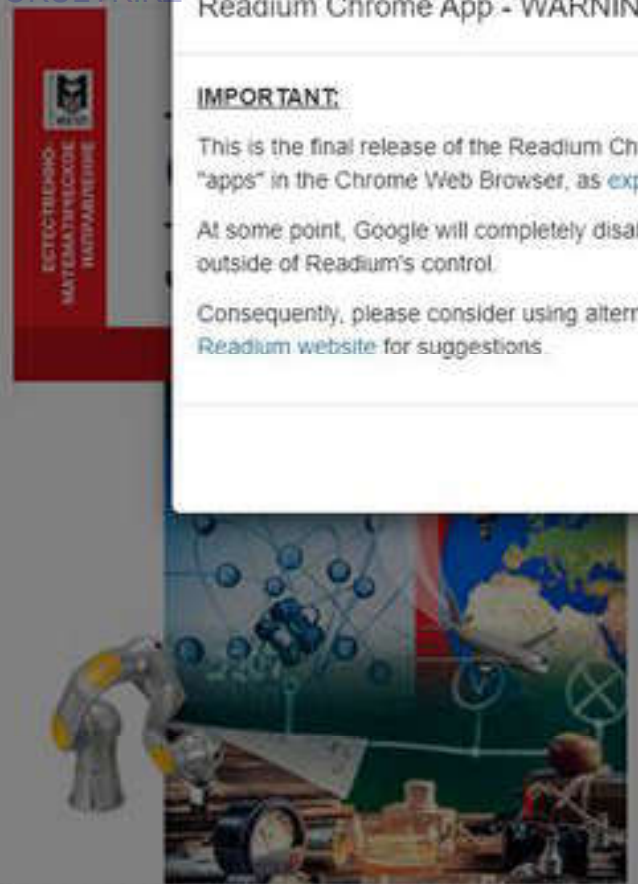 Readium Chrome App - WARNIN
IMPORTANT:
This is the final release of the Readium Ch
"apps" in the Chrome Web Browser, as exp
At some point, Google will completely disal
outside of Readium's control.
Consequently, please consider using altern
Readium website for suggestions.
ЕСТЕСТВЕННО-
МАТЕМАТИЧЕСКОЕ
НАПРАВЛЕНИЕ